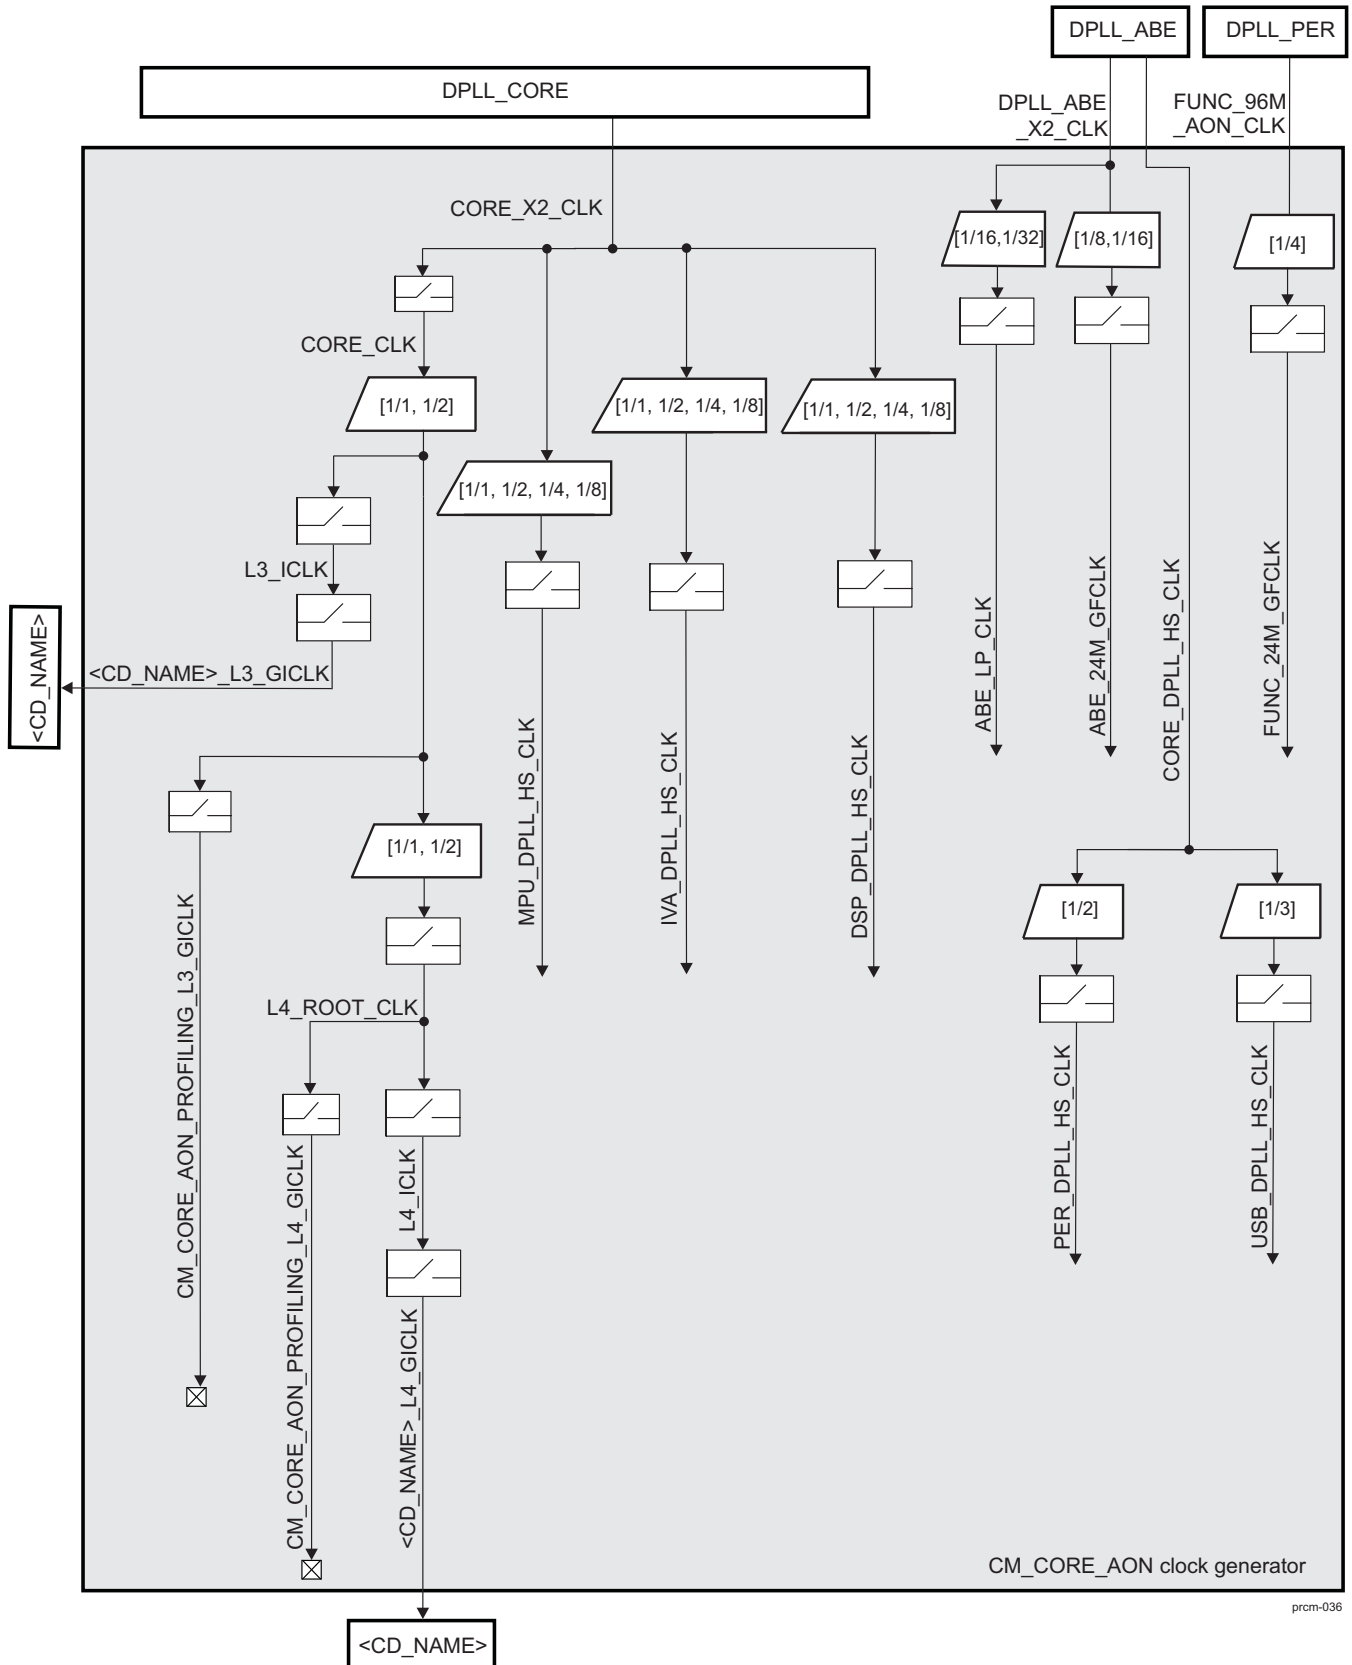 DPLL_ABE
DPLL_PER
DPLL_CORE
DPLL_ABE
_X2_CLK
FUNC_96M
_AON_CLK
CORE_X2_CLK
[1/16,1/32]
[1/8,1/16]
[1/4]
CORE_CLK
[1/1, 1/2]
[1/1, 1/2, 1/4, 1/8]
[1/1, 1/2, 1/4, 1/8]
[1/1, 1/2, 1/4, 1/8]
L3_ICLK
<CD_NAME>
<CD_NAME>_L3_GICLK
ABE_LP_CLK
ABE_24M_GFCLK
CORE_DPLL_HS_CLK
FUNC_24M_GFCLK
MPU_DPLL_HS_CLK
IVA_DPLL_HS_CLK
DSP_DPLL_HS_CLK
[1/1, 1/2]
[1/2]
[1/3]
CM_CORE_AON_PROFILING_L3_GICLK
L4_ROOT_CLK
CM_CORE_AON_PROFILING_L4_GICLK
L4_ICLK
<CD_NAME>_L4_GICLK
PER_DPLL_HS_CLK
USB_DPLL_HS_CLK
CM_CORE_AON clock generator
prcm-036
<CD_NAME>